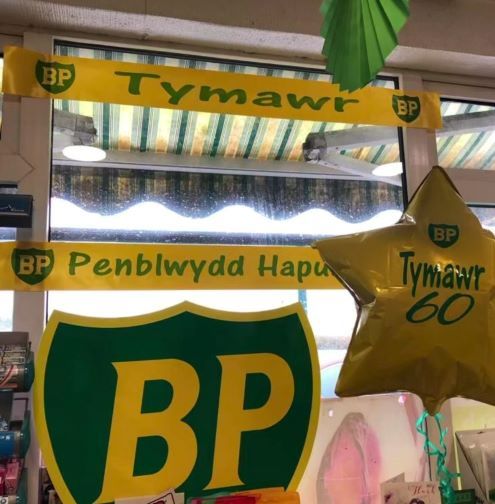 BP Tymawr BP
BP Penblwydd Hapu
BP
Tymawr
60
BP